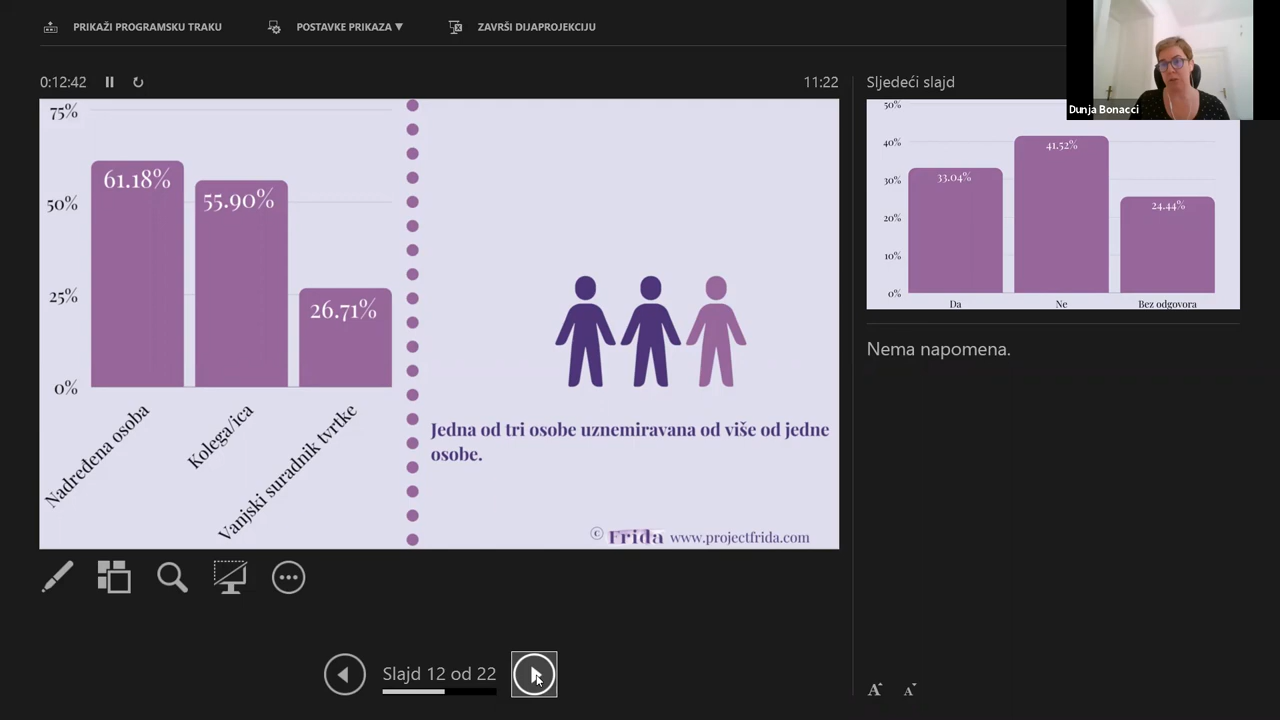 PRIKAŽI PROGRAMSKU TRAKU
POSTAVKE PRIKAZA ▼
ZAVRŠI DIJAPROJEKCIJU
0:12:42
11:22
75%
50%
25%
0%
61.18%
55.90%
26.71%
Nadređena osoba
Kolega/ica
Vanjski suradnik tvrtke
Jedna od tri osobe uznemiravana od više od jedne
osobe.
© Frida www.projectfrida.com
Slajd 12 od 22
Dunja Bonacci
Sljedeći slajd
50%
40%
30%
20%
10%
0%
33.04%
41.52%
24.44%
Da
Ne
Bez odgovora
Nema napomena.
A
A